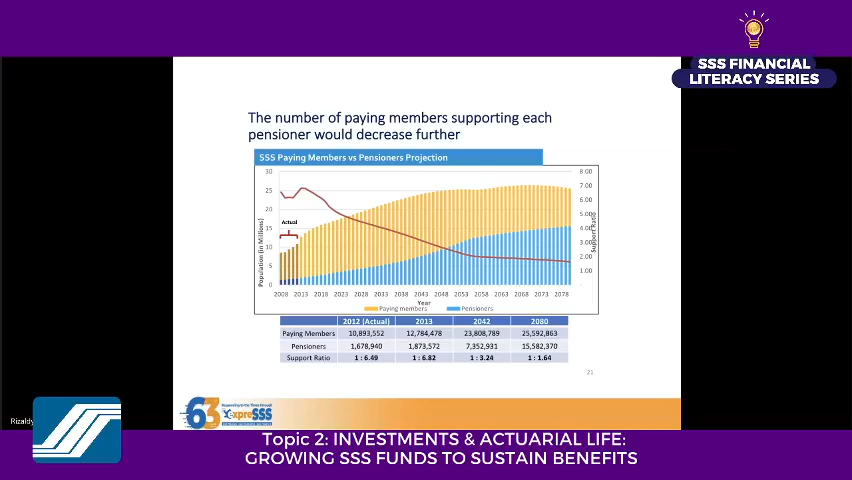 SSS FINANCIAL
LITERACY SERIES
The number of paying members supporting each
pensioner would decrease further
SSS Paying Members vs Pensioners Projection
30
25
20
15
10
5
0
Population (in Millions)
Actual
8.00
7.00
6.00
5.00
4.00
3.00
2.00
1.00
-
Support Ratio
2008 2013 2018 2023 2028 2033 2038 2043 2048 2053 2058 2063 2068 2073 2078
Year
Paying members Pensioners
2012 (Actual) 2013 2042 2080
Paying Members 10,893,552 12,784,478 23,808,789 25,592,863
Pensioners 1,678,940 1,873,572 7,352,931 15,582,370
Support Ratio 1 : 6.49 1 : 6.82 1 : 3.24 1 : 1.64
21
63
expreSSS
Rizaldy
Topic 2: INVESTMENTS & ACTUARIAL LIFE:
GROWING SSS FUNDS TO SUSTAIN BENEFITS